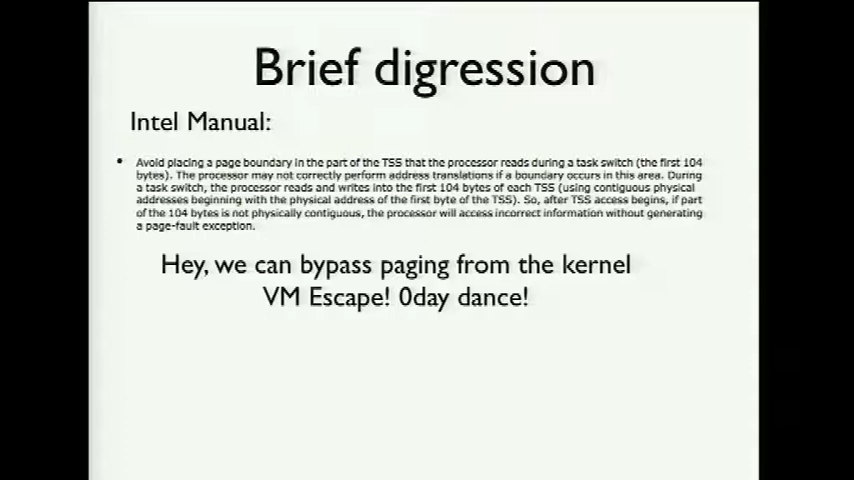 Brief digression
Intel Manual:
• Avoid placing a page boundary in the part of the TSS that the processor reads during a task switch (the first 104
bytes). The processor may not correctly perform address translations if a boundary occurs in this area. During
a task switch, the processor reads and writes into the first 104 bytes of each TSS (using contiguous physical
addresses beginning with the physical address of the first byte of the TSS). So, after TSS access begins, if part
of the 104 bytes is not physically contiguous, the processor will access incorrect information without generating
a page-fault exception.
Hey, we can bypass paging from the kernel
VM Escape! 0day dance!